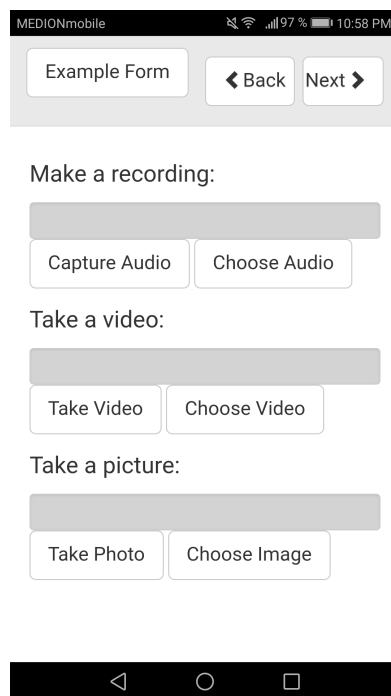 MEDIONmobile 97 % 10:58 PM
Example Form Back Next
Make a recording:
Capture Audio Choose Audio
Take a video:
Take Video Choose Video
Take a picture:
Take Photo Choose Image